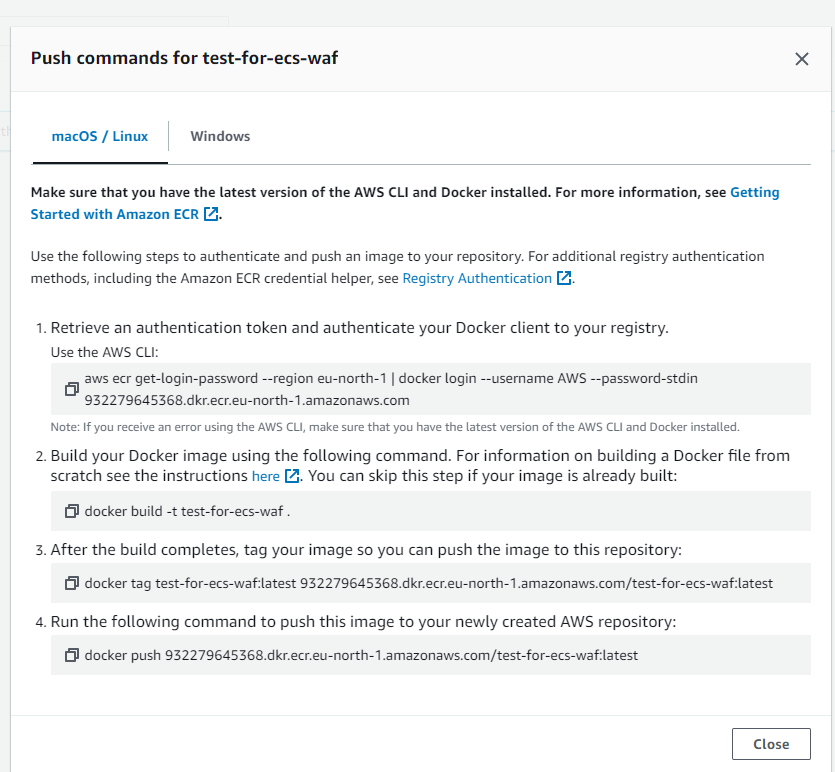 Push commands for test-for-ecs-waf
macOS / Linux
Windows
Make sure that you have the latest version of the AWS CLI and Docker installed. For more information, see Getting
Started with Amazon ECR.
Use the following steps to authenticate and push an image to your repository. For additional registry authentication
methods, including the Amazon ECR credential helper, see Registry Authentication.
1. Retrieve an authentication token and authenticate your Docker client to your registry.
Use the AWS CLI:
aws ecr get-login-password --region eu-north-1 | docker login --username AWS --password-stdin
932279645368.dkr.ecr.eu-north-1.amazonaws.com
Note: If you receive an error using the AWS CLI, make sure that you have the latest version of the AWS CLI and Docker installed.
2. Build your Docker image using the following command. For information on building a Docker file from
scratch see the instructions here. You can skip this step if your image is already built:
docker build -t test-for-ecs-waf .
3. After the build completes, tag your image so you can push the image to this repository:
docker tag test-for-ecs-waf:latest 932279645368.dkr.ecr.eu-north-1.amazonaws.com/test-for-ecs-waf:latest
4. Run the following command to push this image to your newly created AWS repository:
docker push 932279645368.dkr.ecr.eu-north-1.amazonaws.com/test-for-ecs-waf:latest
Close